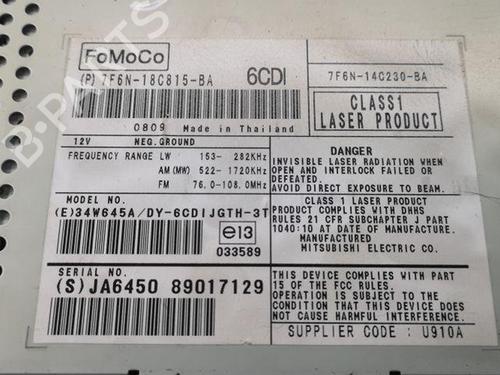 FoMoCo
(P) 7F6N-18C815-BA 6CDI 7F6N-14C230-BA
CLASS1
LASER PRODUCT
0809 Made in Thailand
12V NEG.GROUND
FREQUENCY RANGE LW 153- 282KHz
AM(MW) 522-1720KHz
FM 76.0-108.0MHz
DANGER
INVISIBLE LASER RADIATION WHEN
OPEN AND INTERLOCK FAILED OR
DEFEATED.
AVOID DIRECT EXPOSURE TO BEAM.
MODEL NO.
(E)34W645A/DY-6CDIJGTH-3T
e13
033589
CLASS 1 LASER PRODUCT
PRODUCT COMPLIES WITH DHHS
RULES 21 CFR SUBCHAPTER J PART
1040:10 AT DATE OF MANUFACTURE.
MANUFACTURED:
MITSUBISHI ELECTRIC CO.
SERIAL NO.
(S)JA6450 89017129
THIS DEVICE COMPLIES WITH PART
15 OF THE FCC RULES.
OPERATION IS SUBJECT TO THE
CONDITION THAT THIS DEVICE DOES
NOT CAUSE HARMFUL INTERFERENCE.
SUPPLIER CODE : U910A
B-PARTS